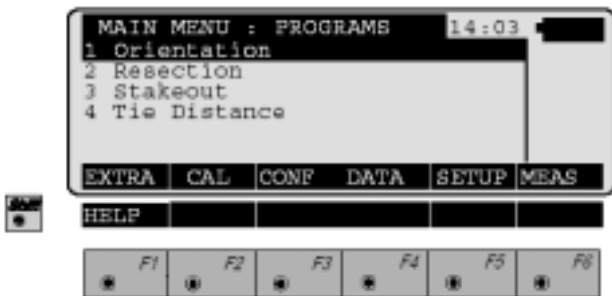 MAIN MENU : PROGRAMS 14:03
1 Orientation
2 Resection
3 Stakeout
4 Tie Distance
EXTRA CAL CONF DATA SETUP MEAS
HELP
F1 F2 F3 F4 F5 F6